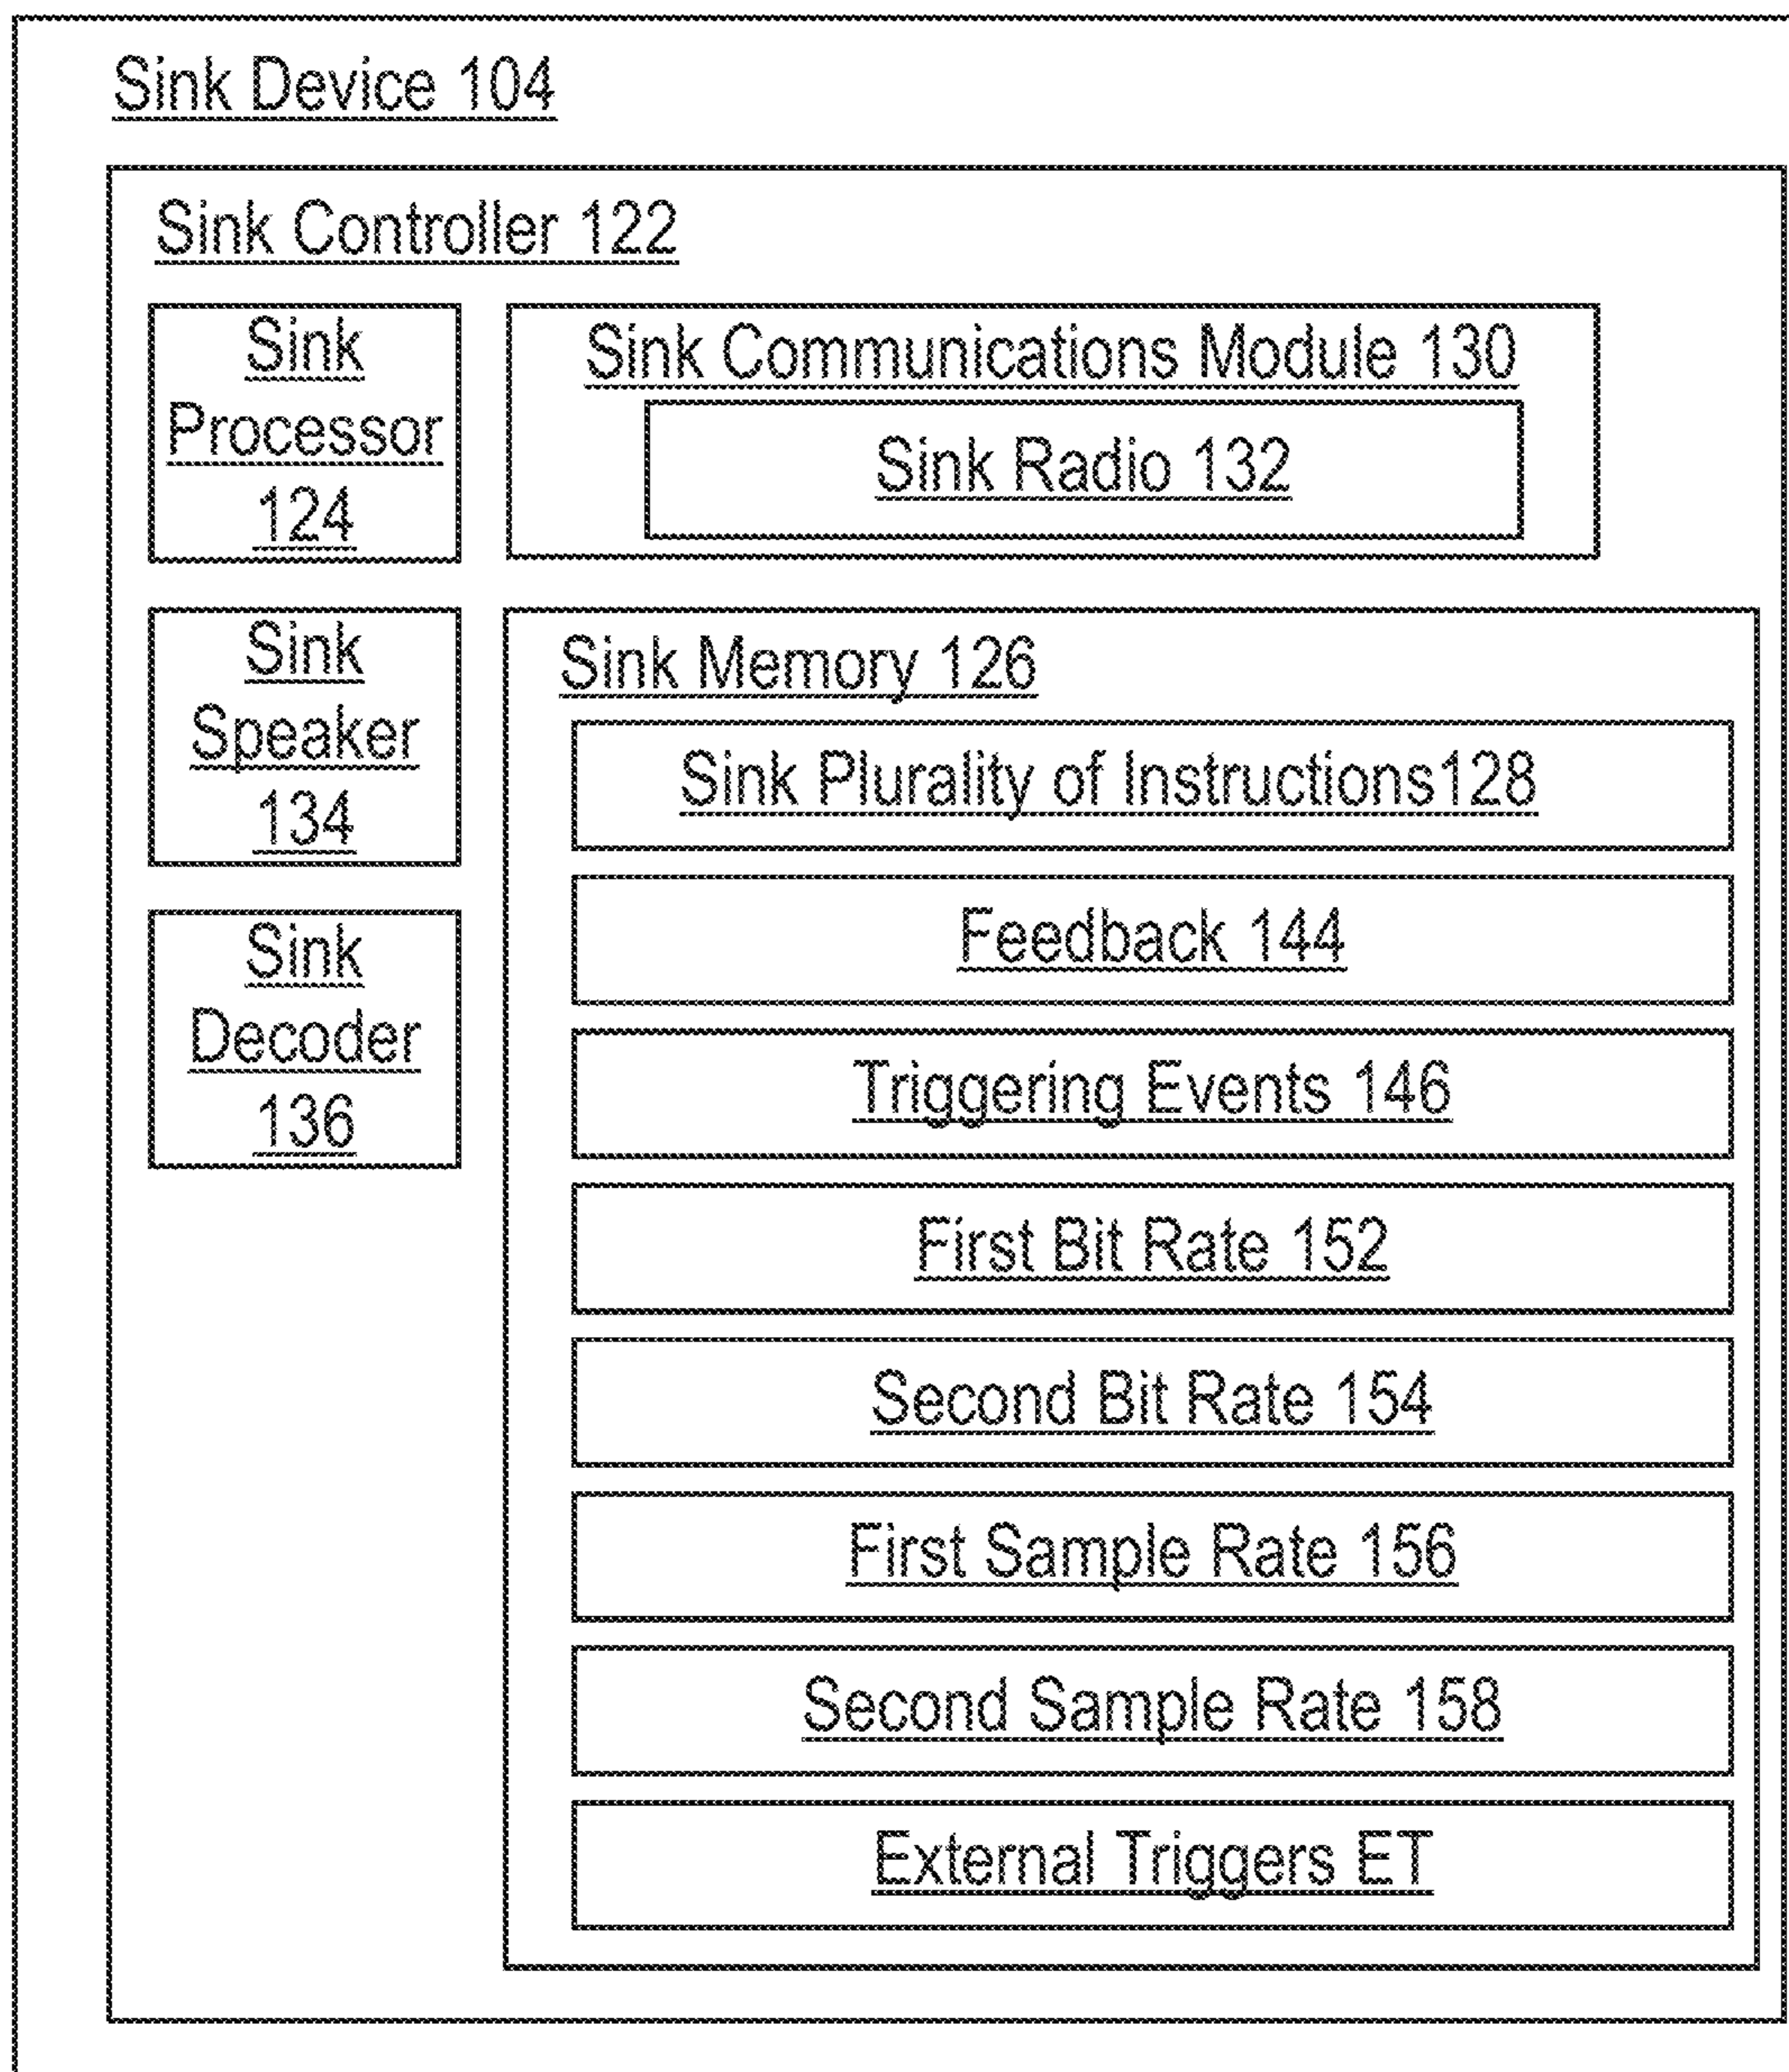 Sink Device 104
Sink Controller 122
Sink
Processor
124
Sink Communications Module 130
Sink Radio 132
Sink
Speaker
134
Sink
Decoder
136
Sink Memory 126
Sink Plurality of Instructions128
Feedback 144
Triggering Events 146
First Bit Rate 152
Second Bit Rate 154
First Sample Rate 156
Second Sample Rate 158
External Triggers ET